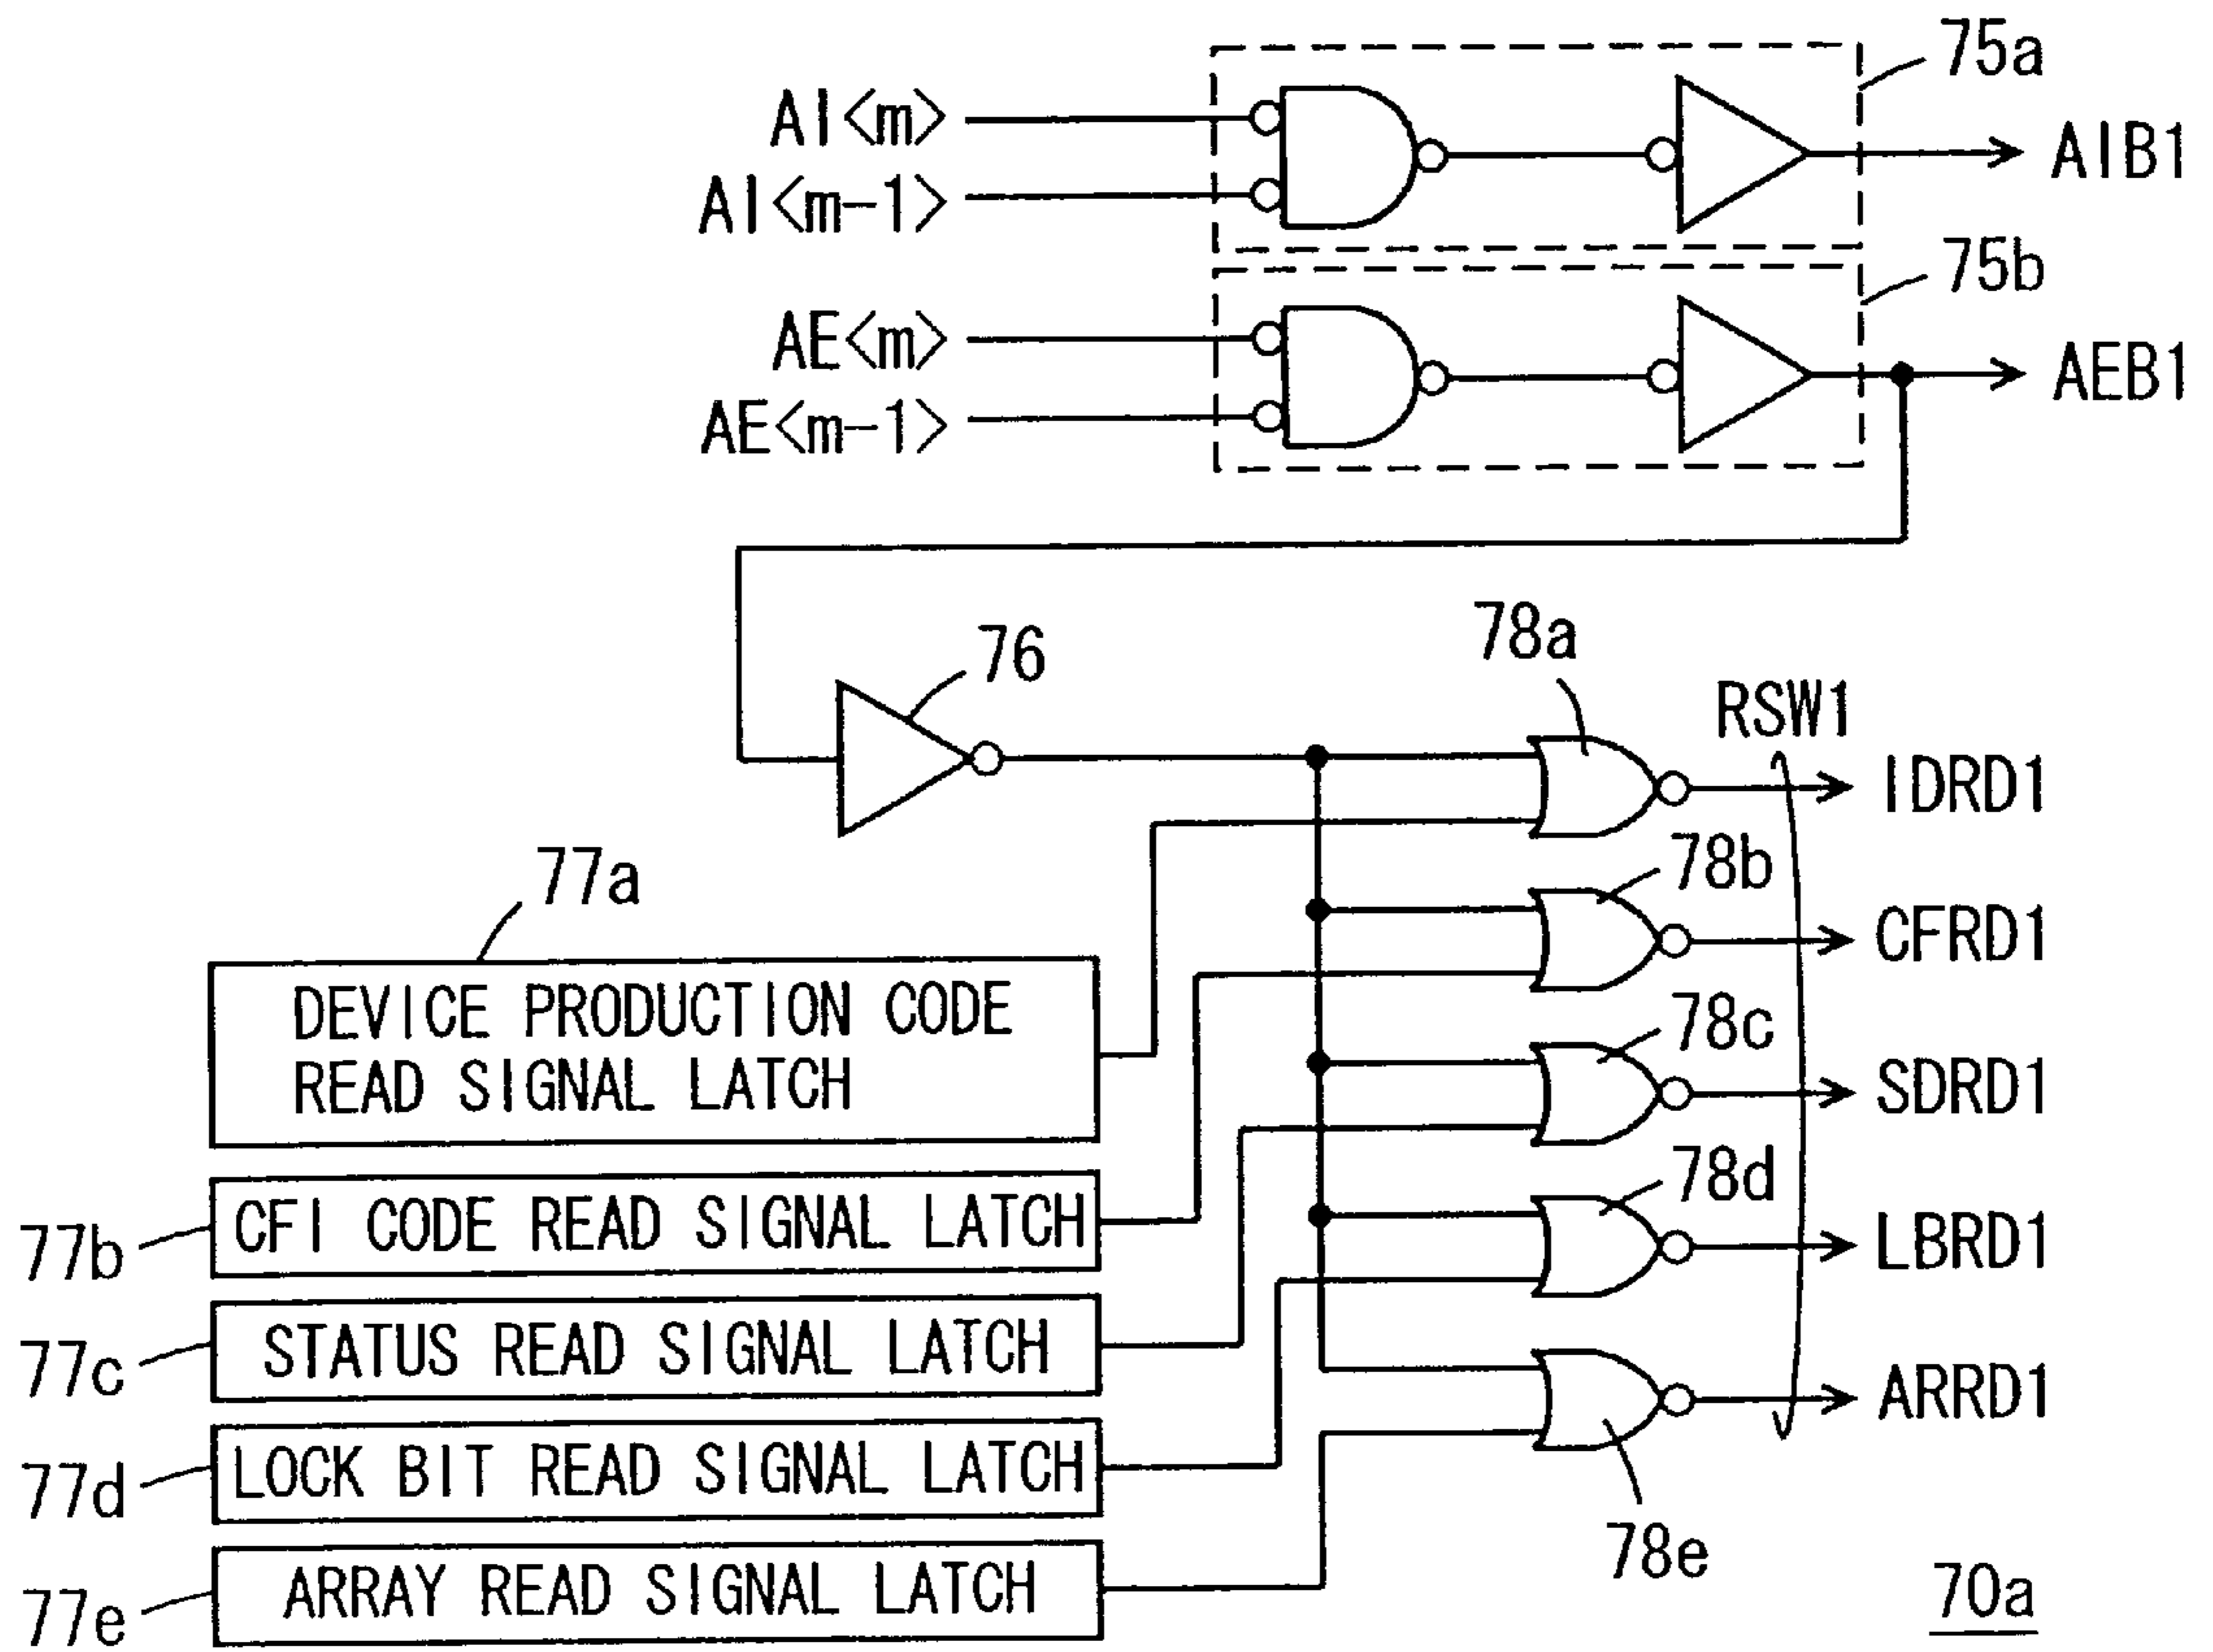 75a
AI<m>
AIB1
AI<m-1>
75b
AE<m>
AEB1
AE<m-1>
76
78a
RSW1
IDRD1
77a
78b
CFRD1
DEVICE PRODUCTION CODE
READ SIGNAL LATCH
78c
SDRD1
78d
77b
CFI CODE READ SIGNAL LATCH
LBRD1
77c
STATUS READ SIGNAL LATCH
ARRD1
77d
LOCK BIT READ SIGNAL LATCH
78e
77e
ARRAY READ SIGNAL LATCH
70a